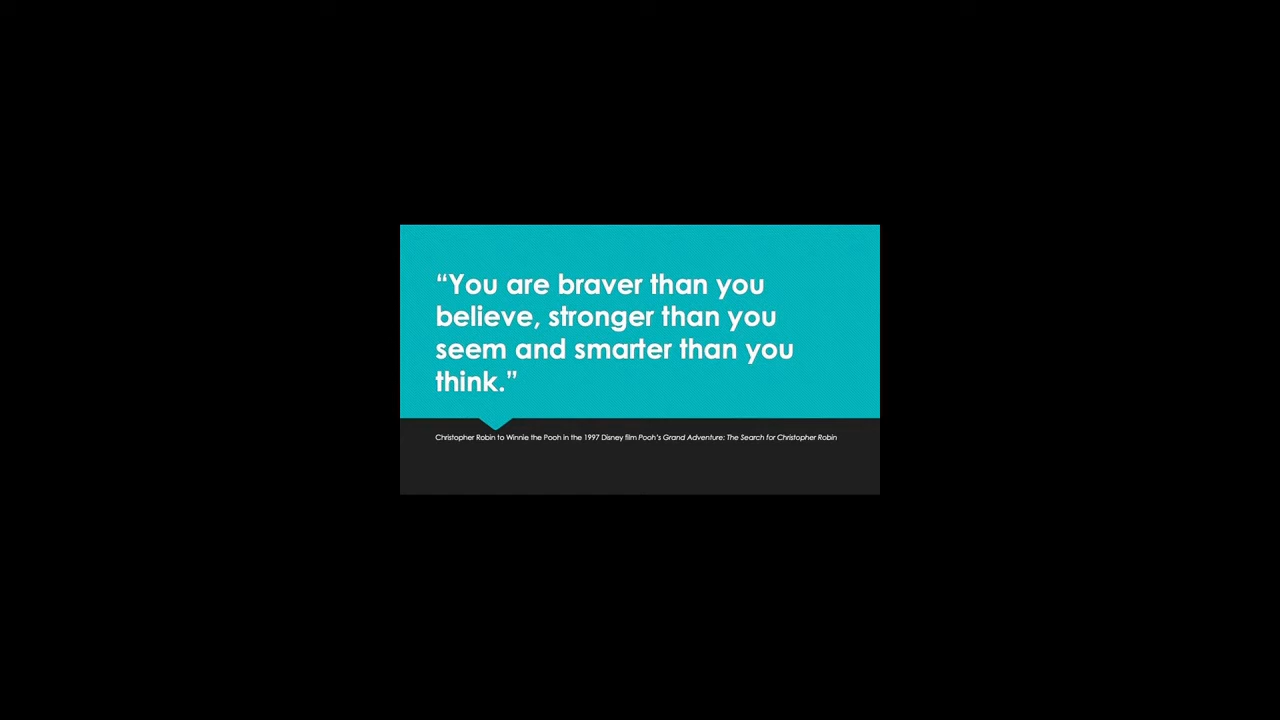 “You are braver than you
believe, stronger than you
seem and smarter than you
think.”
Christopher Robin to Winnie the Pooh in the 1997 Disney film Pooh’s Grand Adventure: The Search for Christopher Robin